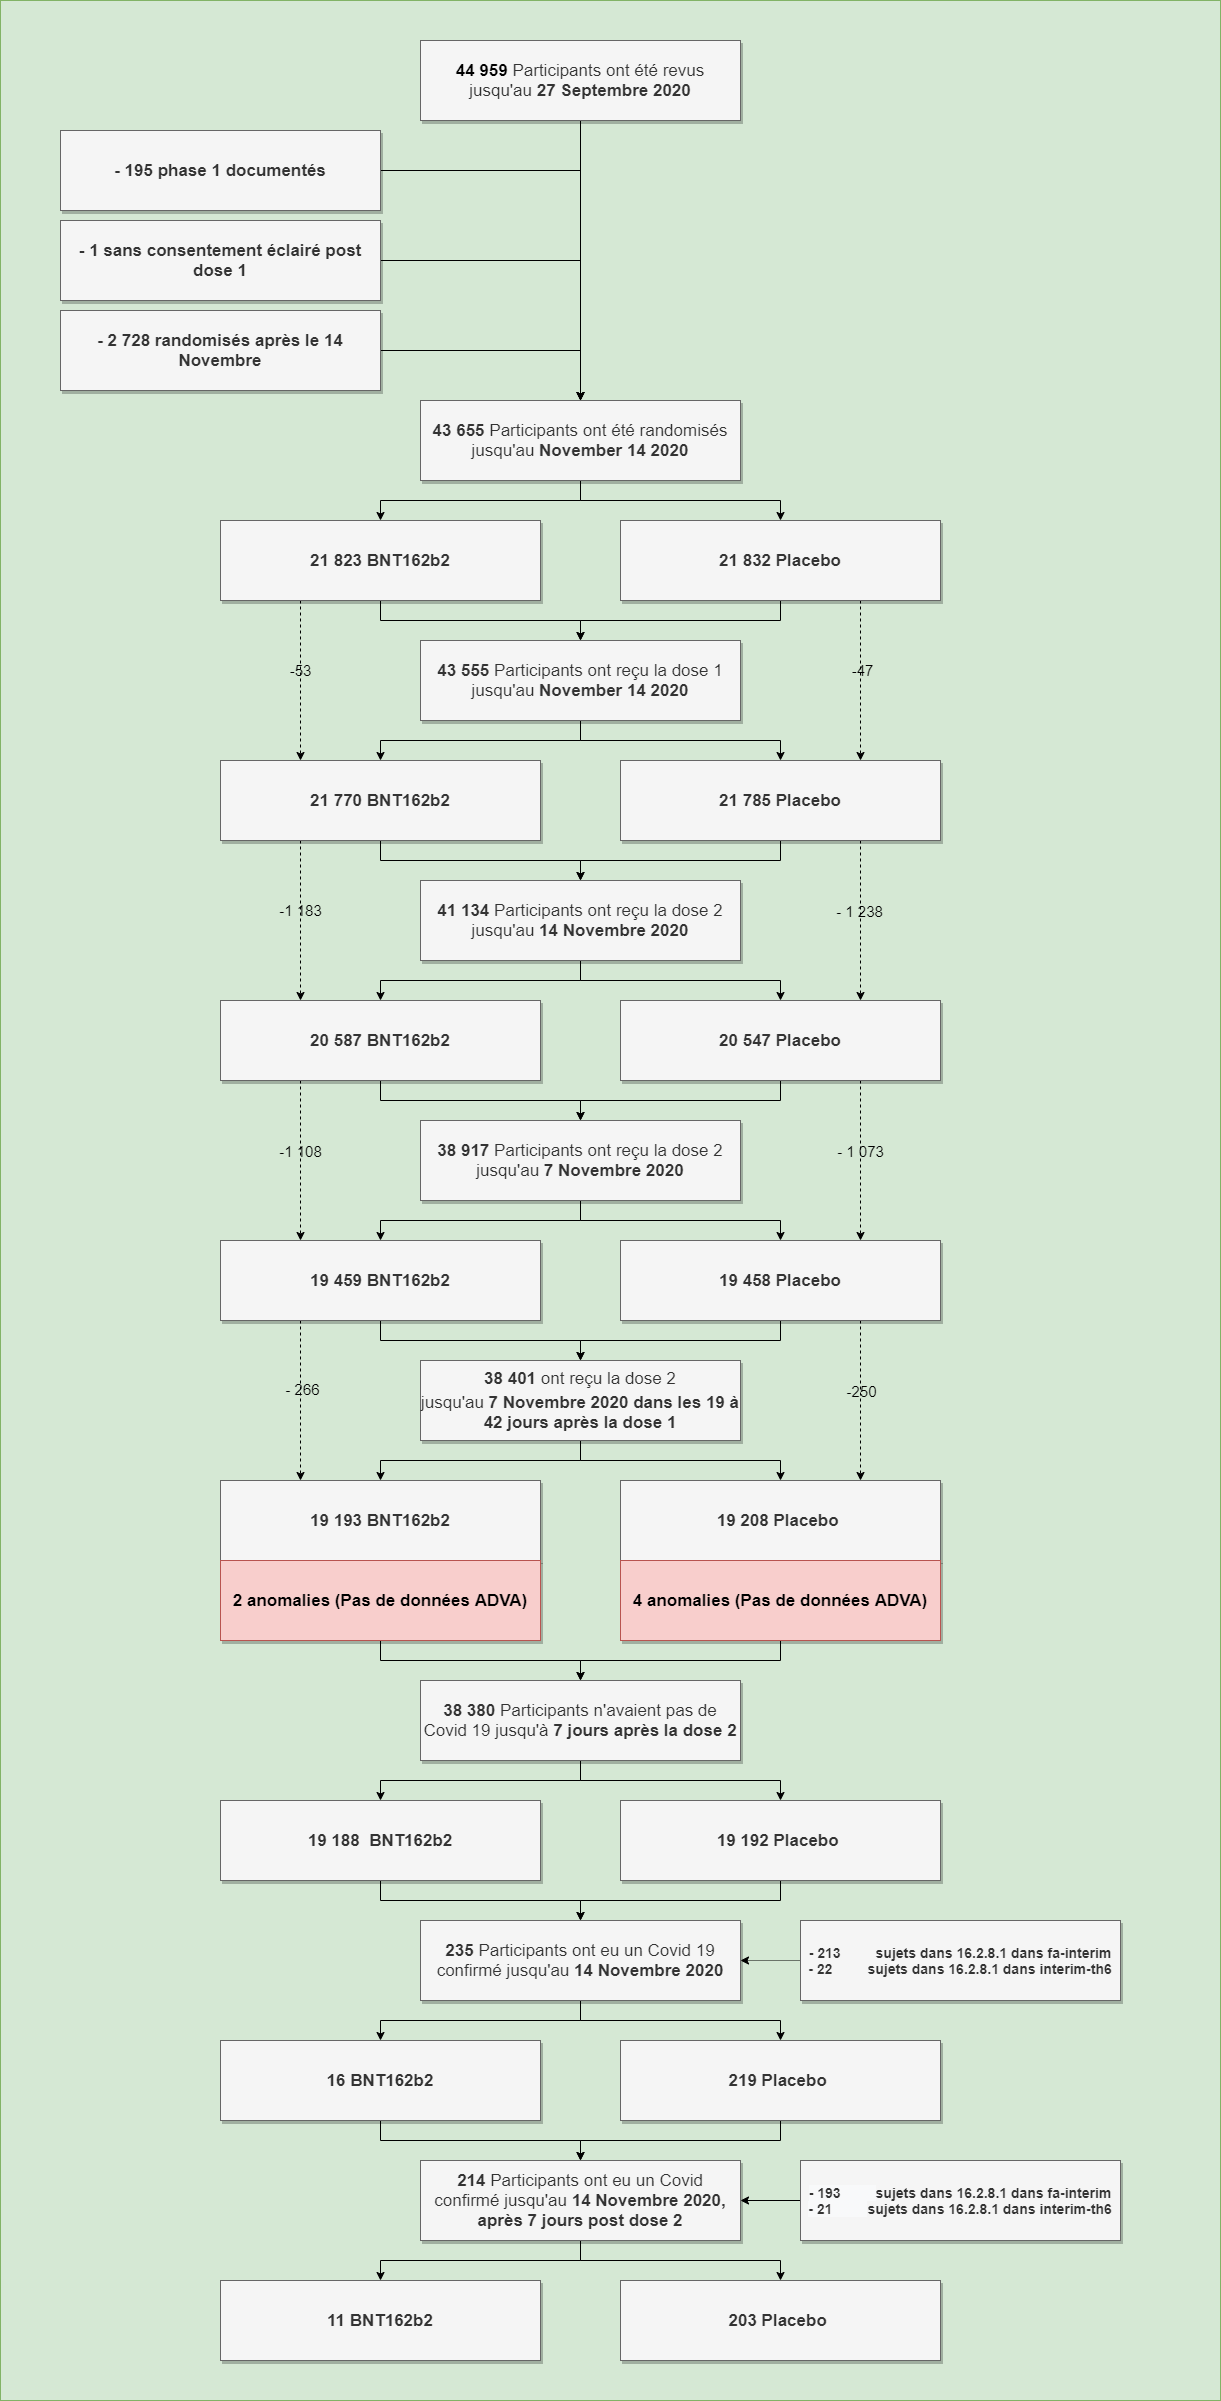 44 959 Participants ont été revus
jusqu'au 27 Septembre 2020
- 195 phase 1 documentés
- 1 sans consentement éclairé post
dose 1
- 2 728 randomisés après le 14
Novembre
43 655 Participants ont été randomisés
jusqu'au November 14 2020
21 823 BNT162b2
21 832 Placebo
-53
43 555 Participants ont reçu la dose 1
jusqu'au November 14 2020
-47
21 770 BNT162b2
21 785 Placebo
-1 183
41 134 Participants ont reçu la dose 2
jusqu'au 14 Novembre 2020
- 1 238
20 587 BNT162b2
20 547 Placebo
-1 108
38 917 Participants ont reçu la dose 2
jusqu'au 7 Novembre 2020
- 1 073
19 459 BNT162b2
19 458 Placebo
- 266
38 401 ont reçu la dose 2
jusqu'au 7 Novembre 2020 dans les 19 à
42 jours après la dose 1
-250
19 193 BNT162b2
19 208 Placebo
2 anomalies (Pas de données ADVA)
4 anomalies (Pas de données ADVA)
38 380 Participants n'avaient pas de
Covid 19 jusqu'à 7 jours après la dose 2
19 188 BNT162b2
19 192 Placebo
235 Participants ont eu un Covid 19
confirmé jusqu'au 14 Novembre 2020
- 213 sujets dans 16.2.8.1 dans fa-interim
- 22 sujets dans 16.2.8.1 dans interim-th6
16 BNT162b2
219 Placebo
214 Participants ont eu un Covid
confirmé jusqu'au 14 Novembre 2020,
après 7 jours post dose 2
- 193 sujets dans 16.2.8.1 dans fa-interim
- 21 sujets dans 16.2.8.1 dans interim-th6
11 BNT162b2
203 Placebo